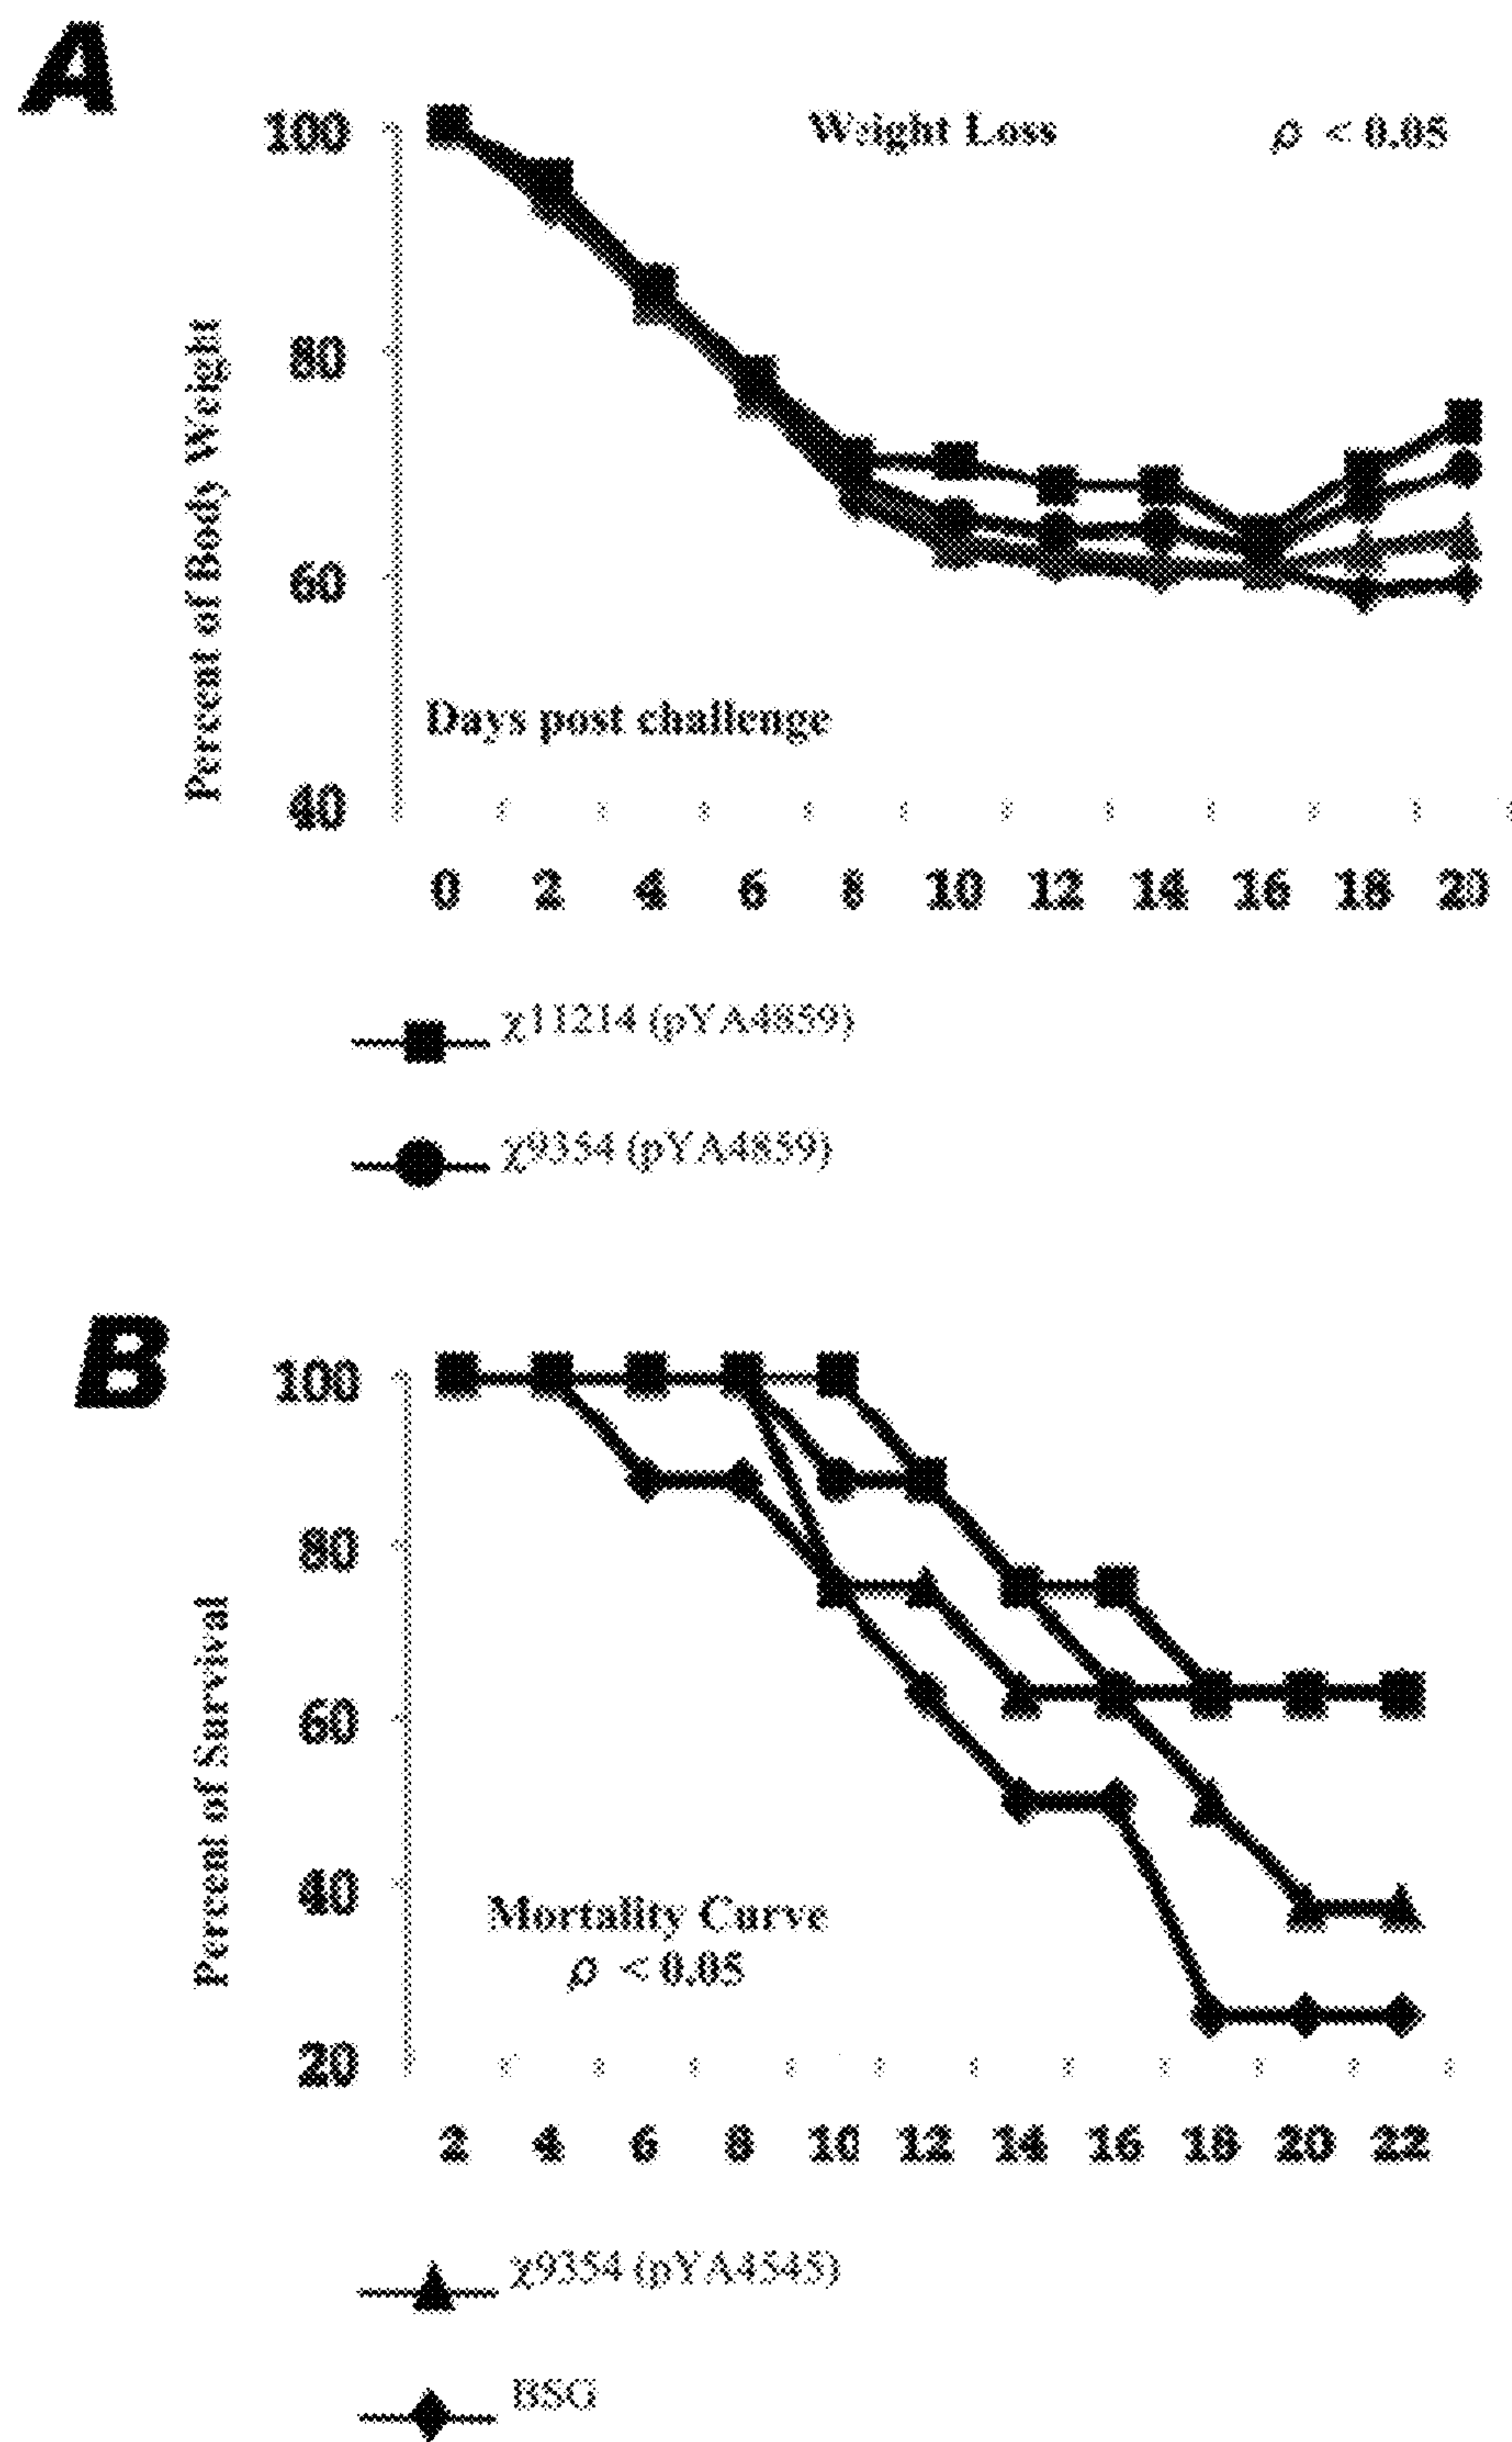 A
Weight Loss
ρ < 0.05
100
80
60
40
Percent of Body Weight
Days post challenge
0 2 4 6 8 10 12 14 16 18 20
χ11214 (pYA4859)
χ9354 (pYA4859)
B
100
80
60
40
20
Percent of Survival
Mortality Curve
ρ < 0.05
2 4 6 8 10 12 14 16 18 20 22
χ9354 (pYA4545)
BSG